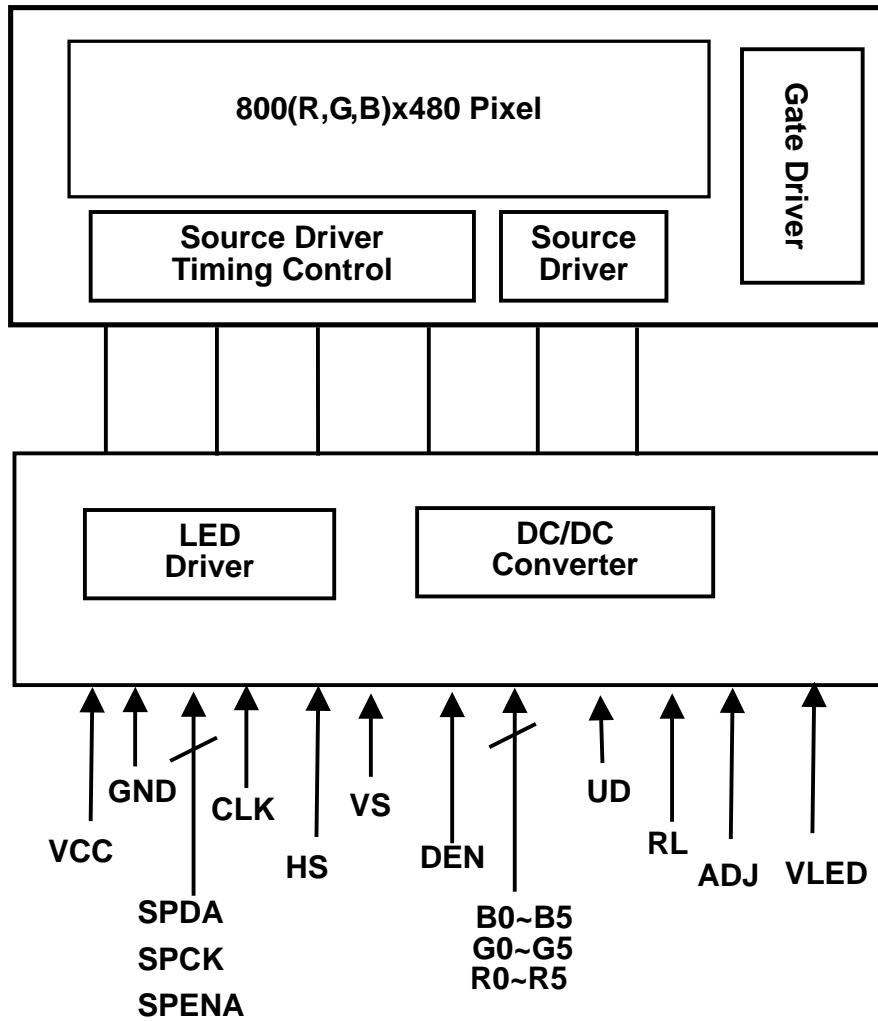 800(R,G,B)x480 Pixel
Gate Driver
Source Driver
Timing Control
Source
Driver
LED
Driver
DC/DC
Converter
VCC
GND
SPDA
SPCK
SPENA
CLK
HS
VS
DEN
B0~B5
G0~G5
R0~R5
UD
RL
ADJ
VLED